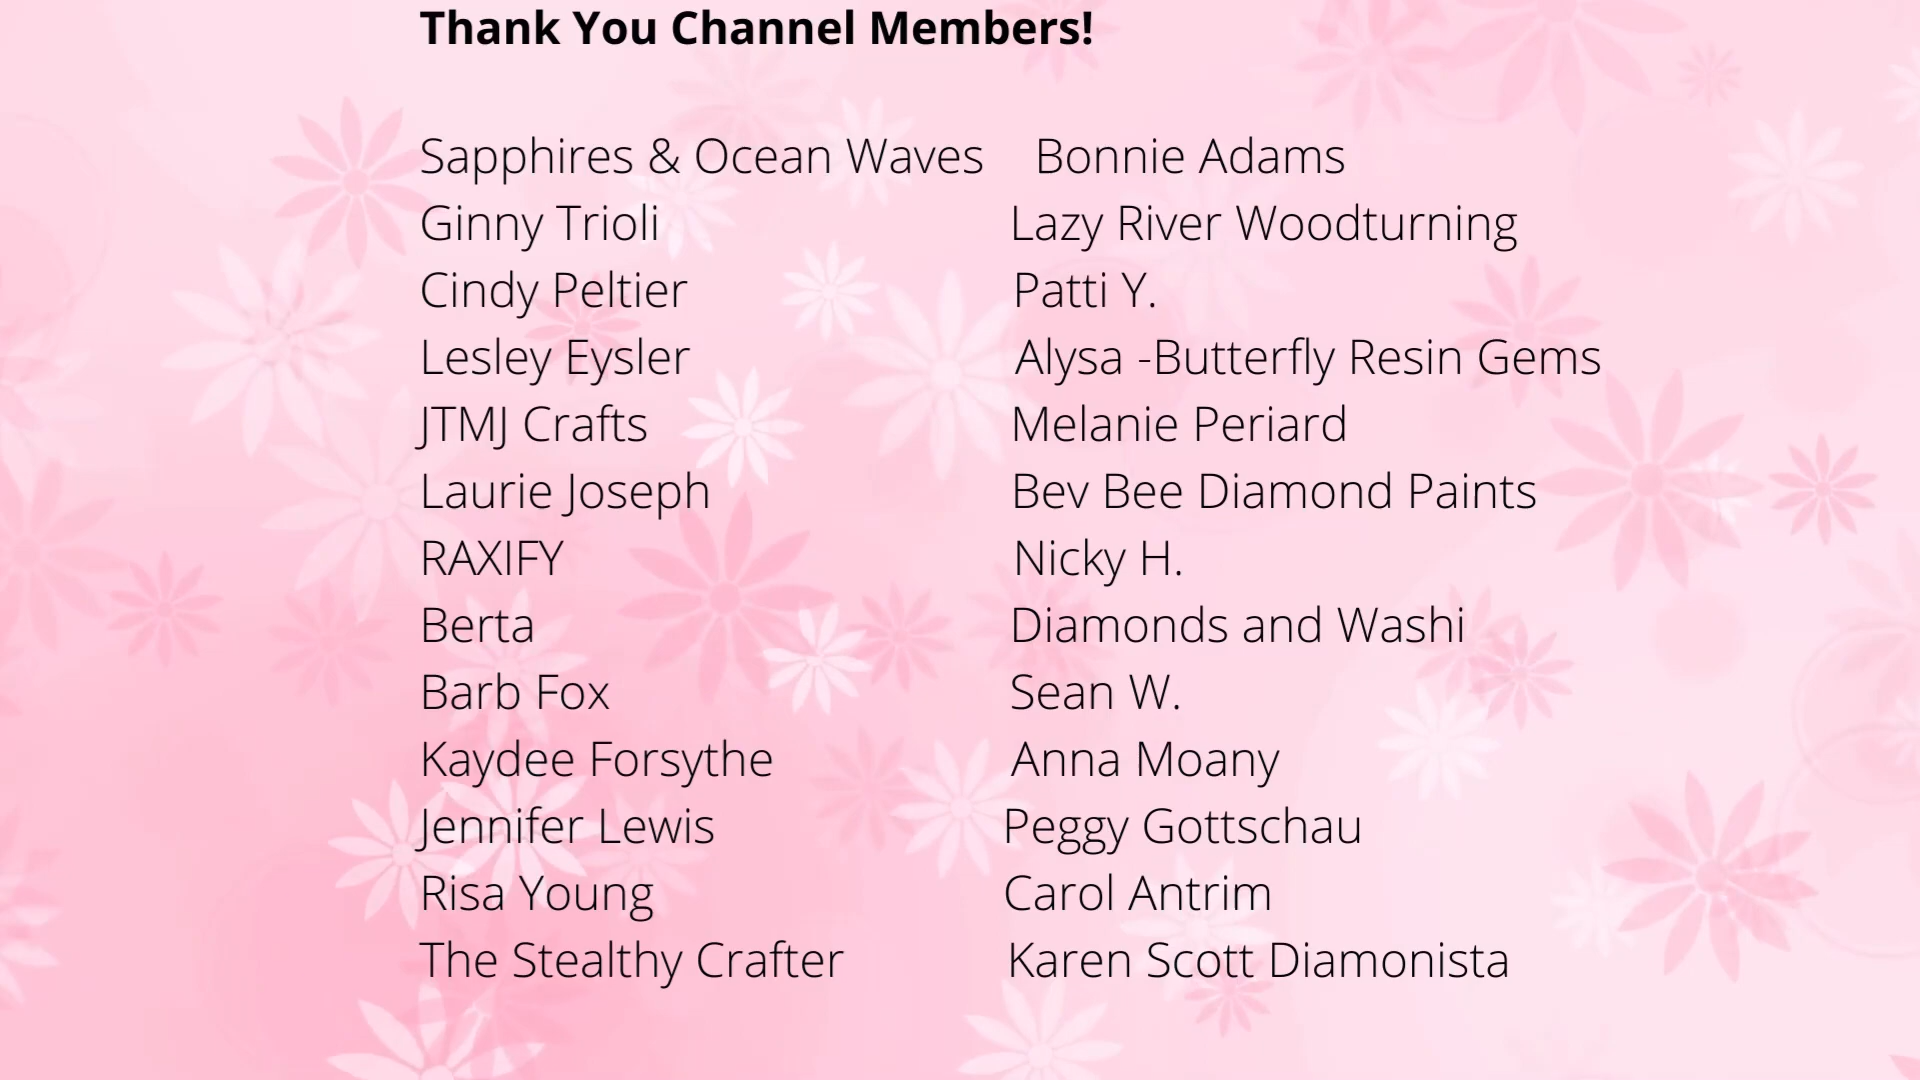 Thank You Channel Members!
Sapphires & Ocean Waves Bonnie Adams
Ginny Trioli Lazy River Woodturning
Cindy Peltier Patti Y.
Lesley Eysler Alysa -Butterfly Resin Gems
JTMJ Crafts Melanie Periard
Laurie Joseph Bev Bee Diamond Paints
RAXIFY Nicky H.
Berta Diamonds and Washi
Barb Fox Sean W.
Kaydee Forsythe Anna Moany
Jennifer Lewis Peggy Gottschau
Risa Young Carol Antrim
The Stealthy Crafter Karen Scott Diamonista